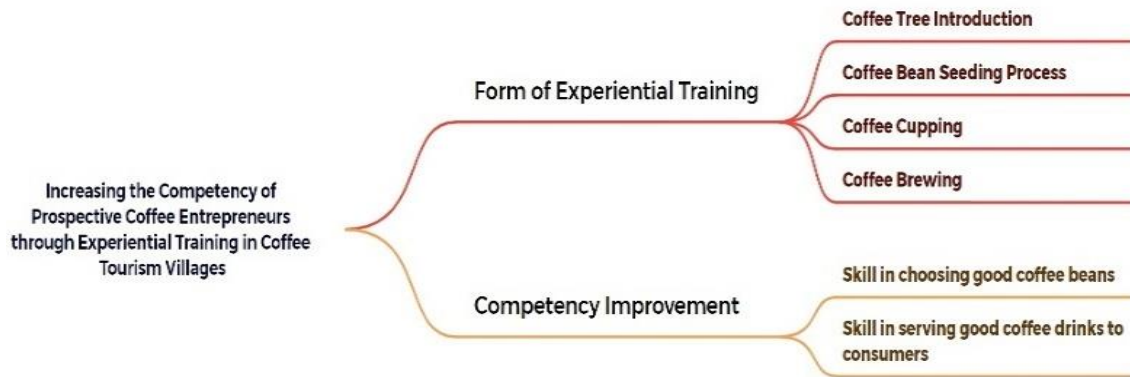 Increasing the Competency of
Prospective Coffee Entrepreneurs
through Experiential Training in Coffee
Tourism Villages
Form of Experiential Training
Coffee Tree Introduction
Coffee Bean Seeding Process
Coffee Cupping
Coffee Brewing
Competency Improvement
Skill in choosing good coffee beans
Skill in serving good coffee drinks to
consumers